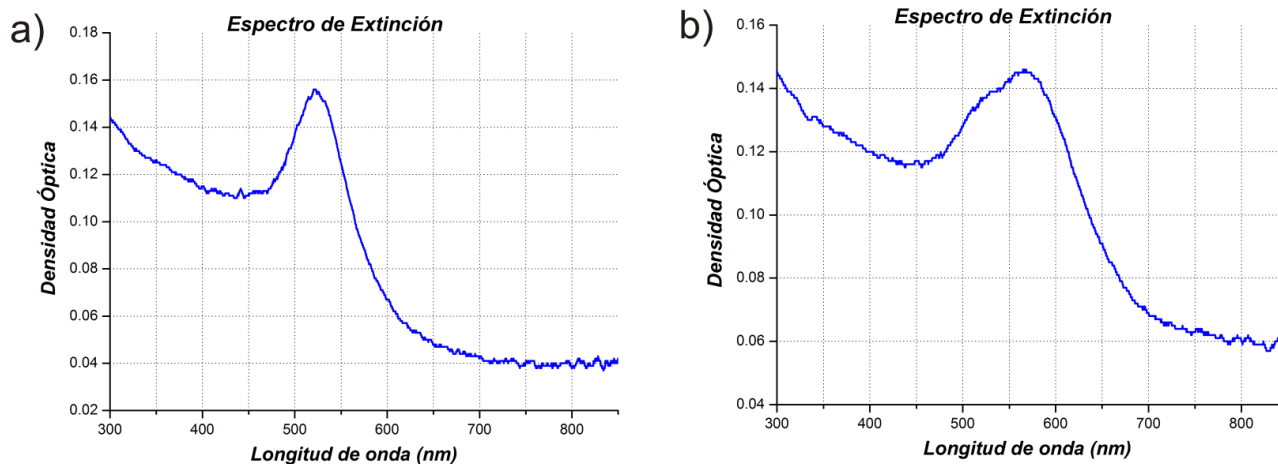 a)
Espectro de Extinción
0.18
0.16
0.14
0.12
0.10
0.08
0.06
0.04
0.02
Densidad Óptica
300 400 500 600 700 800
Longitud de onda (nm)
b)
Espectro de Extinción
0.16
0.14
0.12
0.10
0.08
0.06
0.04
Densidad Óptica
300 400 500 600 700 800
Longitud de onda (nm)